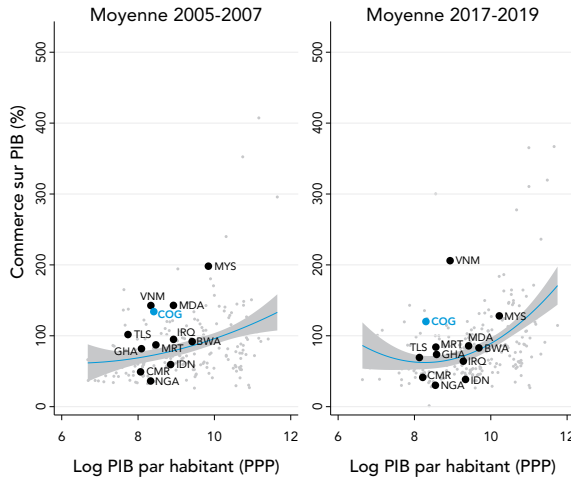 Moyenne 2005-2007
Moyenne 2017-2019
Commerce sur PIB (%)
500
400
300
200
100
0
MYS
VNM
MDA
COG
TLS
IRQ
BWA
GHA
MRT
IDN
CMR
NGA
6 8 10 12
Log PIB par habitant (PPP)
500
400
300
200
100
0
VNM
COG
MYS
MDA
MRT
TLS
BWA
GHA
IRQ
CMR
IDN
NGA
6 8 10 12
Log PIB par habitant (PPP)